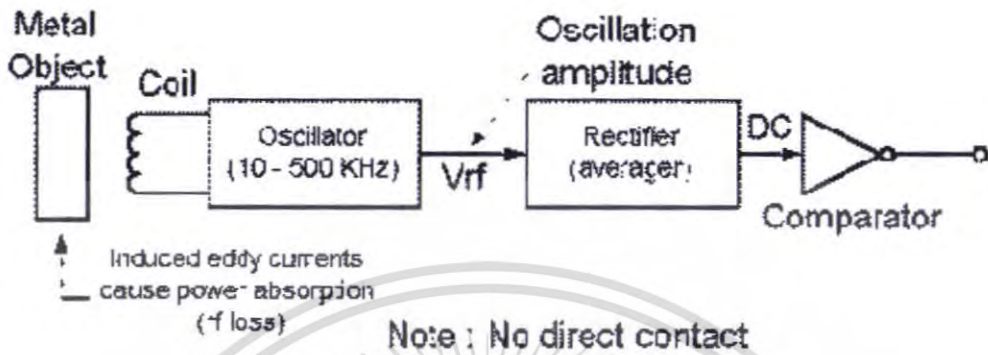 Metal
Object
Coil
Oscillator
(10 - 500 KHz)
Oscillation
amplitude
Vrf
Rectifier
(averager)
DC
Comparator
Induced eddy currents
cause power absorption
(rf loss)
Note : No direct contact